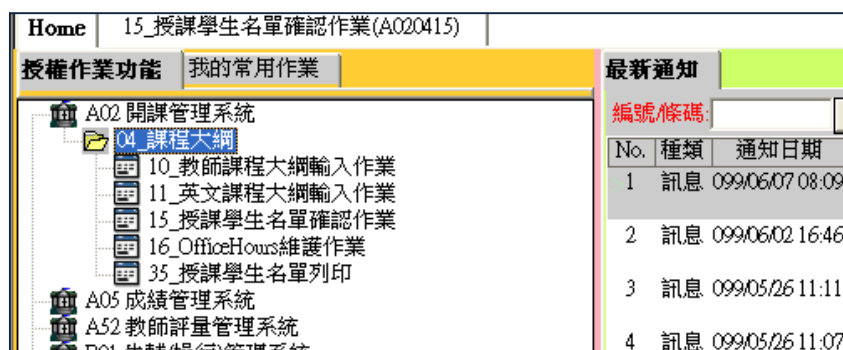 Home 15_授課學生名單確認作業(A020415)
授權作業功能 我的常用作業
A02 開課管理系統
04_課程大綱
10_教師課程大綱輸入作業
11_英文課程大綱輸入作業
15_授課學生名單確認作業
16_OfficeHours維護作業
35_授課學生名單列印
A05 成績管理系統
A52 教師評量管理系統
最新通知
編號/條碼:
No. 種類 通知日期
1 訊息 099/06/07 08:09
2 訊息 099/06/02 16:46
3 訊息 099/05/26 11:11
4 訊息 099/05/26 11:07